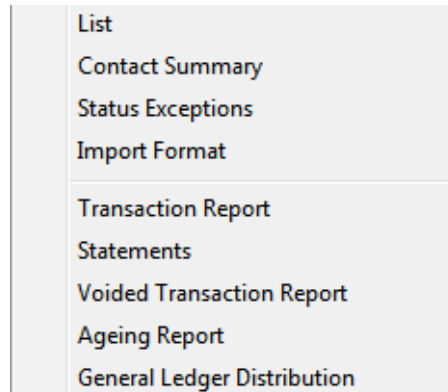 List
Contact Summary
Status Exceptions
Import Format
Transaction Report
Statements
Voided Transaction Report
Ageing Report
General Ledger Distribution